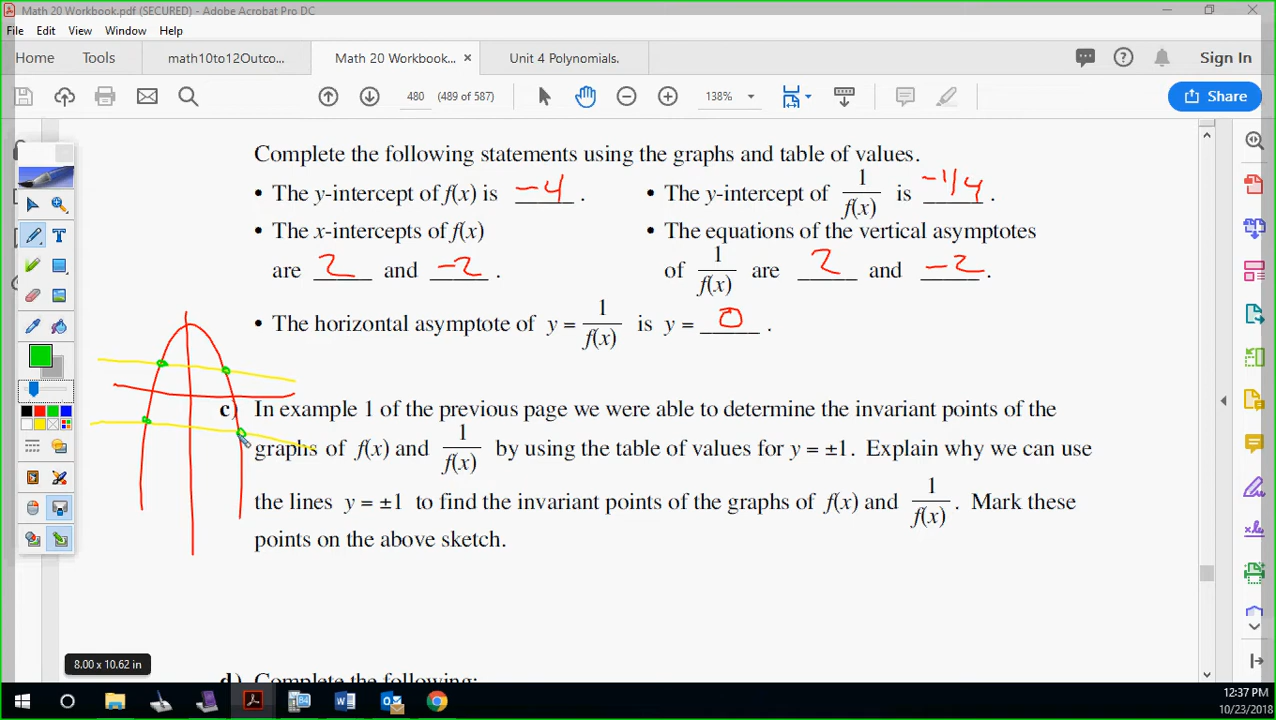 Math 20 Workbook.pdf (SECURED) - Adobe Acrobat Pro DC
File Edit View Window Help
Home Tools math10to12Outco... Math 20 Workbook... × Unit 4 Polynomials. Sign In
480 (489 of 587) 138% Share
Complete the following statements using the graphs and table of values.
• The y-intercept of f(x) is -4 . • The y-intercept of 1/f(x) is -1/4 .
• The x-intercepts of f(x) • The equations of the vertical asymptotes
are 2 and -2 . of 1/f(x) are 2 and -2 .
• The horizontal asymptote of y = 1/f(x) is y = 0 .
c) In example 1 of the previous page we were able to determine the invariant points of the
graphs of f(x) and 1/f(x) by using the table of values for y = ±1. Explain why we can use
the lines y = ±1 to find the invariant points of the graphs of f(x) and 1/f(x) . Mark these
points on the above sketch.
d) Complete the following:
8.00 x 10.62 in
12:37 PM
10/23/2018